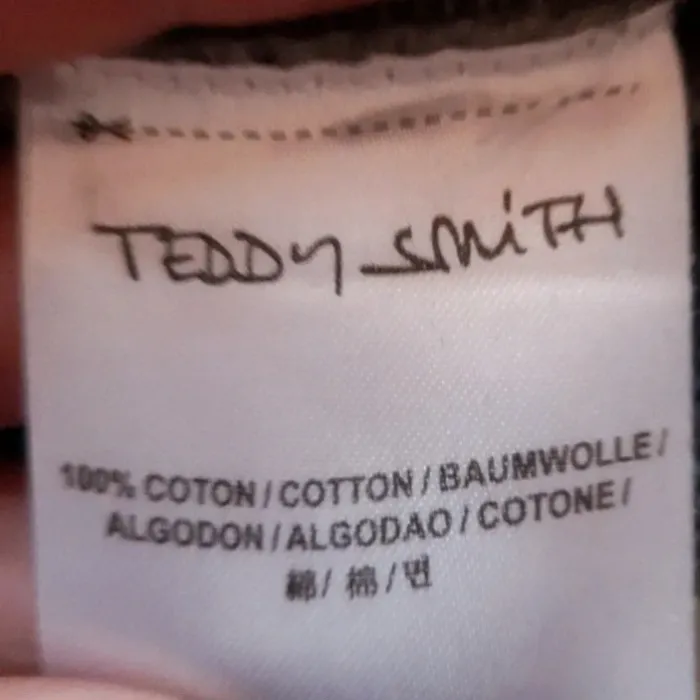 TEDDY SMiTH
100% COTON / COTTON / BAUMWOLLE /
ALGODON / ALGODAO / COTONE /
綿 / 棉 / 면